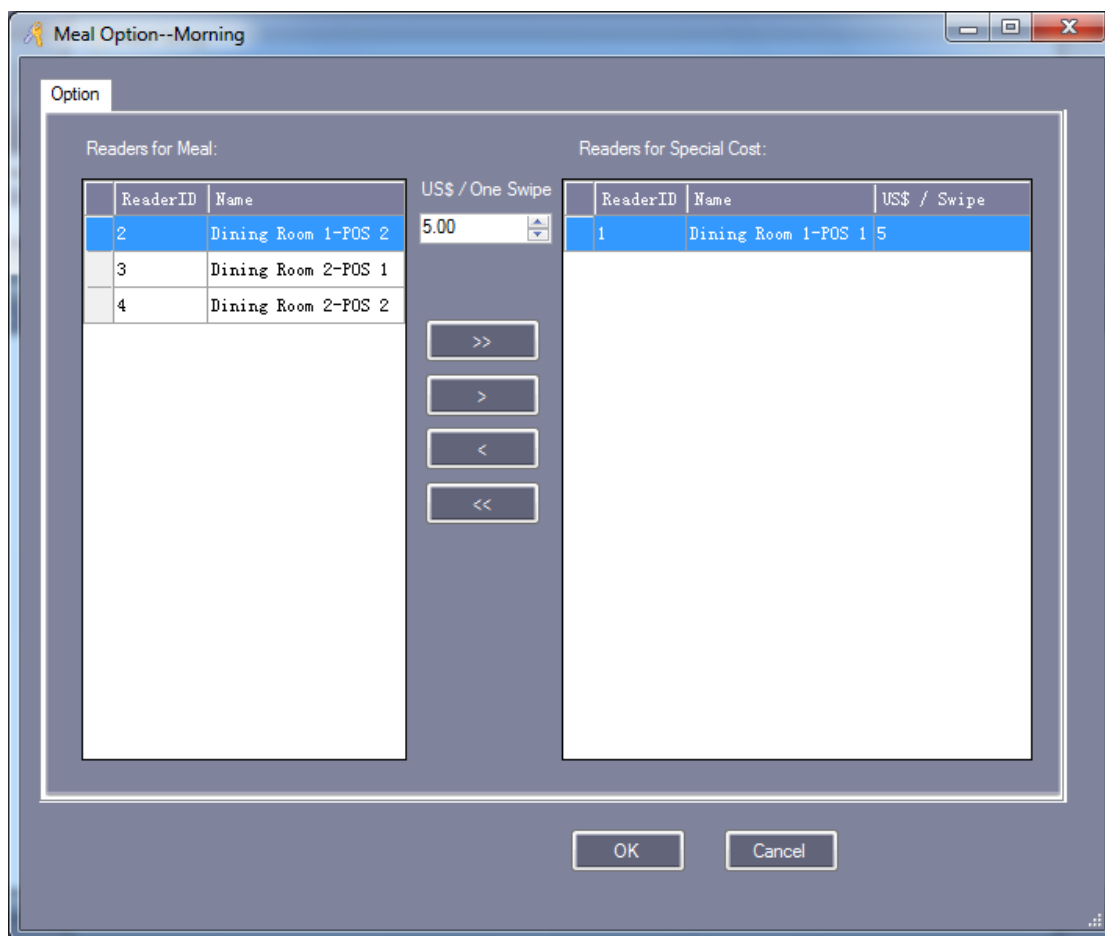 Meal Option--Morning
Option
Readers for Meal:
ReaderID Name
2 Dining Room 1-POS 2
3 Dining Room 2-POS 1
4 Dining Room 2-POS 2
US$ / One Swipe
5.00
>>
>
<
<<
Readers for Special Cost:
ReaderID Name US$ / Swipe
1 Dining Room 1-POS 1 5
OK Cancel